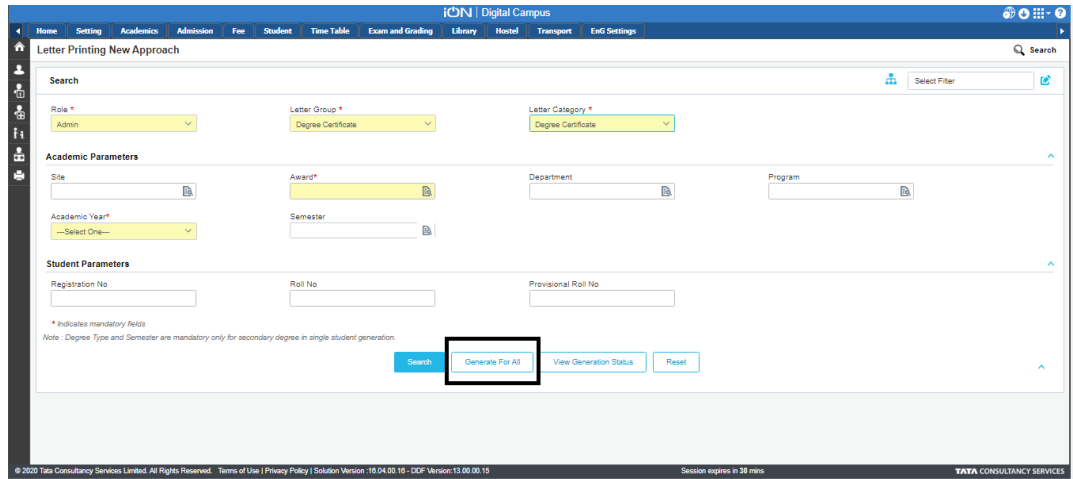 iON | Digital Campus
Home Setting Academics Admission Fee Student Time Table Exam and Grading Library Hostel Transport EnG Settings
Letter Printing New Approach Search
Search Select Filter
Role * Letter Group * Letter Category *
Admin Degree Certificate Degree Certificate
Academic Parameters
Site Award* Department Program
Academic Year* Semester
---Select One---
Student Parameters
Registration No Roll No Provisional Roll No
* Indicates mandatory fields
Note : Degree Type and Semester are mandatory only for secondary degree in single student generation.
Search Generate For All View Generation Status Reset
© 2020 Tata Consultancy Services Limited. All Rights Reserved. Terms of Use | Privacy Policy | Solution Version :16.04.00.16 - DDF Version:13.00.00.15 Session expires in 30 mins TATA CONSULTANCY SERVICES